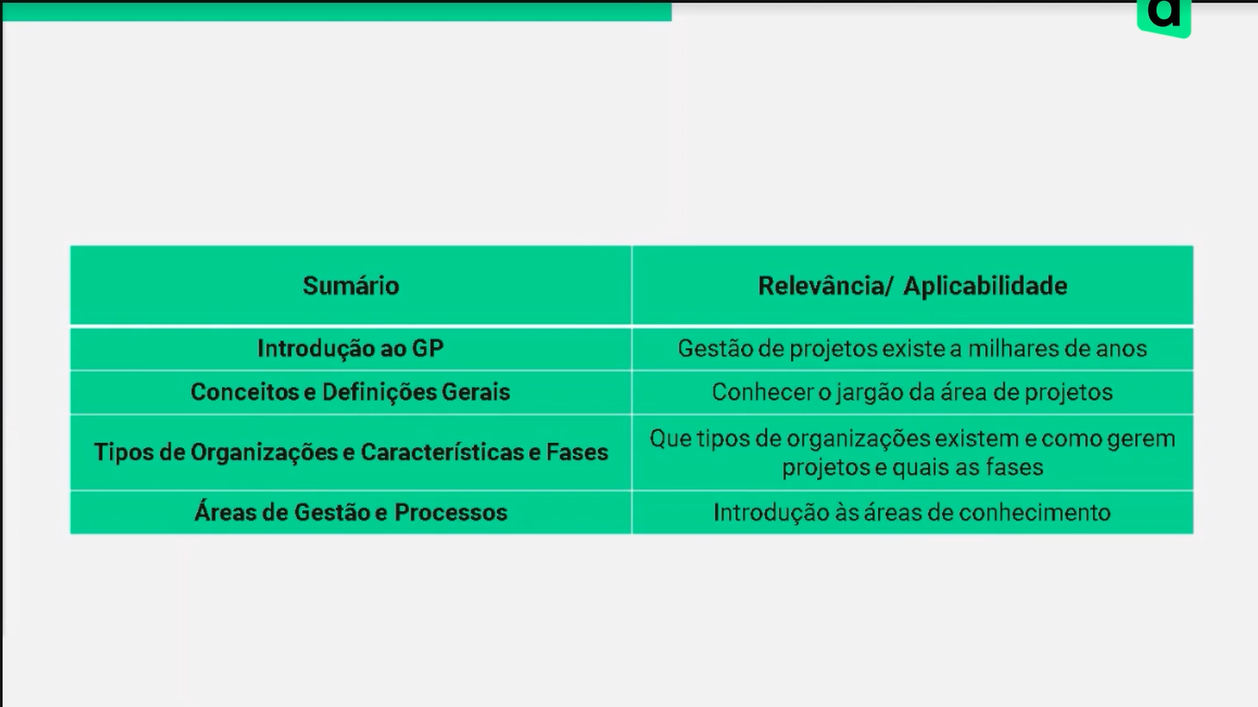 d
Sumário
Relevância/ Aplicabilidade
Introdução ao GP
Gestão de projetos existe a milhares de anos
Conceitos e Definições Gerais
Conhecer o jargão da área de projetos
Tipos de Organizações e Características e Fases
Que tipos de organizações existem e como gerem
projetos e quais as fases
Áreas de Gestão e Processos
Introdução às áreas de conhecimento